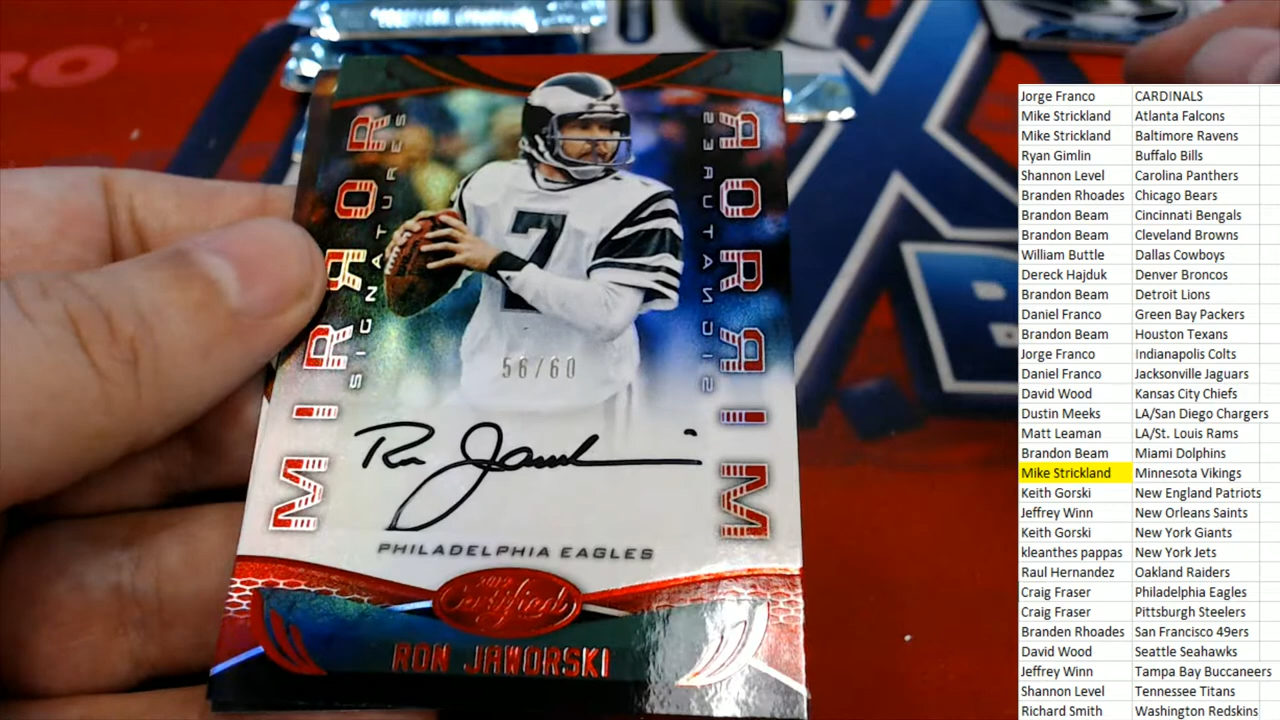 RO
MIRROR
SIGNATURES
MIRROR
SIGNATURES
7
56/60
Ron Jaworski
PHILADELPHIA EAGLES
2019
Certified
RON JAWORSKI
X
B
Jorge Franco CARDINALS
Mike Strickland Atlanta Falcons
Mike Strickland Baltimore Ravens
Ryan Gimlin Buffalo Bills
Shannon Level Carolina Panthers
Branden Rhoades Chicago Bears
Brandon Beam Cincinnati Bengals
Brandon Beam Cleveland Browns
William Buttle Dallas Cowboys
Dereck Hajduk Denver Broncos
Brandon Beam Detroit Lions
Daniel Franco Green Bay Packers
Brandon Beam Houston Texans
Jorge Franco Indianapolis Colts
Daniel Franco Jacksonville Jaguars
David Wood Kansas City Chiefs
Dustin Meeks LA/San Diego Chargers
Matt Leaman LA/St. Louis Rams
Brandon Beam Miami Dolphins
Mike Strickland Minnesota Vikings
Keith Gorski New England Patriots
Jeffrey Winn New Orleans Saints
Keith Gorski New York Giants
kleanthes pappas New York Jets
Raul Hernandez Oakland Raiders
Craig Fraser Philadelphia Eagles
Craig Fraser Pittsburgh Steelers
Branden Rhoades San Francisco 49ers
David Wood Seattle Seahawks
Jeffrey Winn Tampa Bay Buccaneers
Shannon Level Tennessee Titans
Richard Smith Washington Redskins